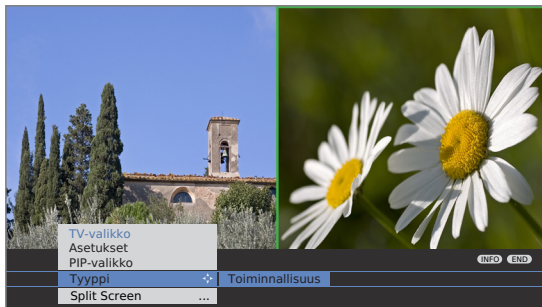 TV-valikko
Asetukset
PIP-valikko
INFO END
Tyyppi Toiminnallisuus
Split Screen ...